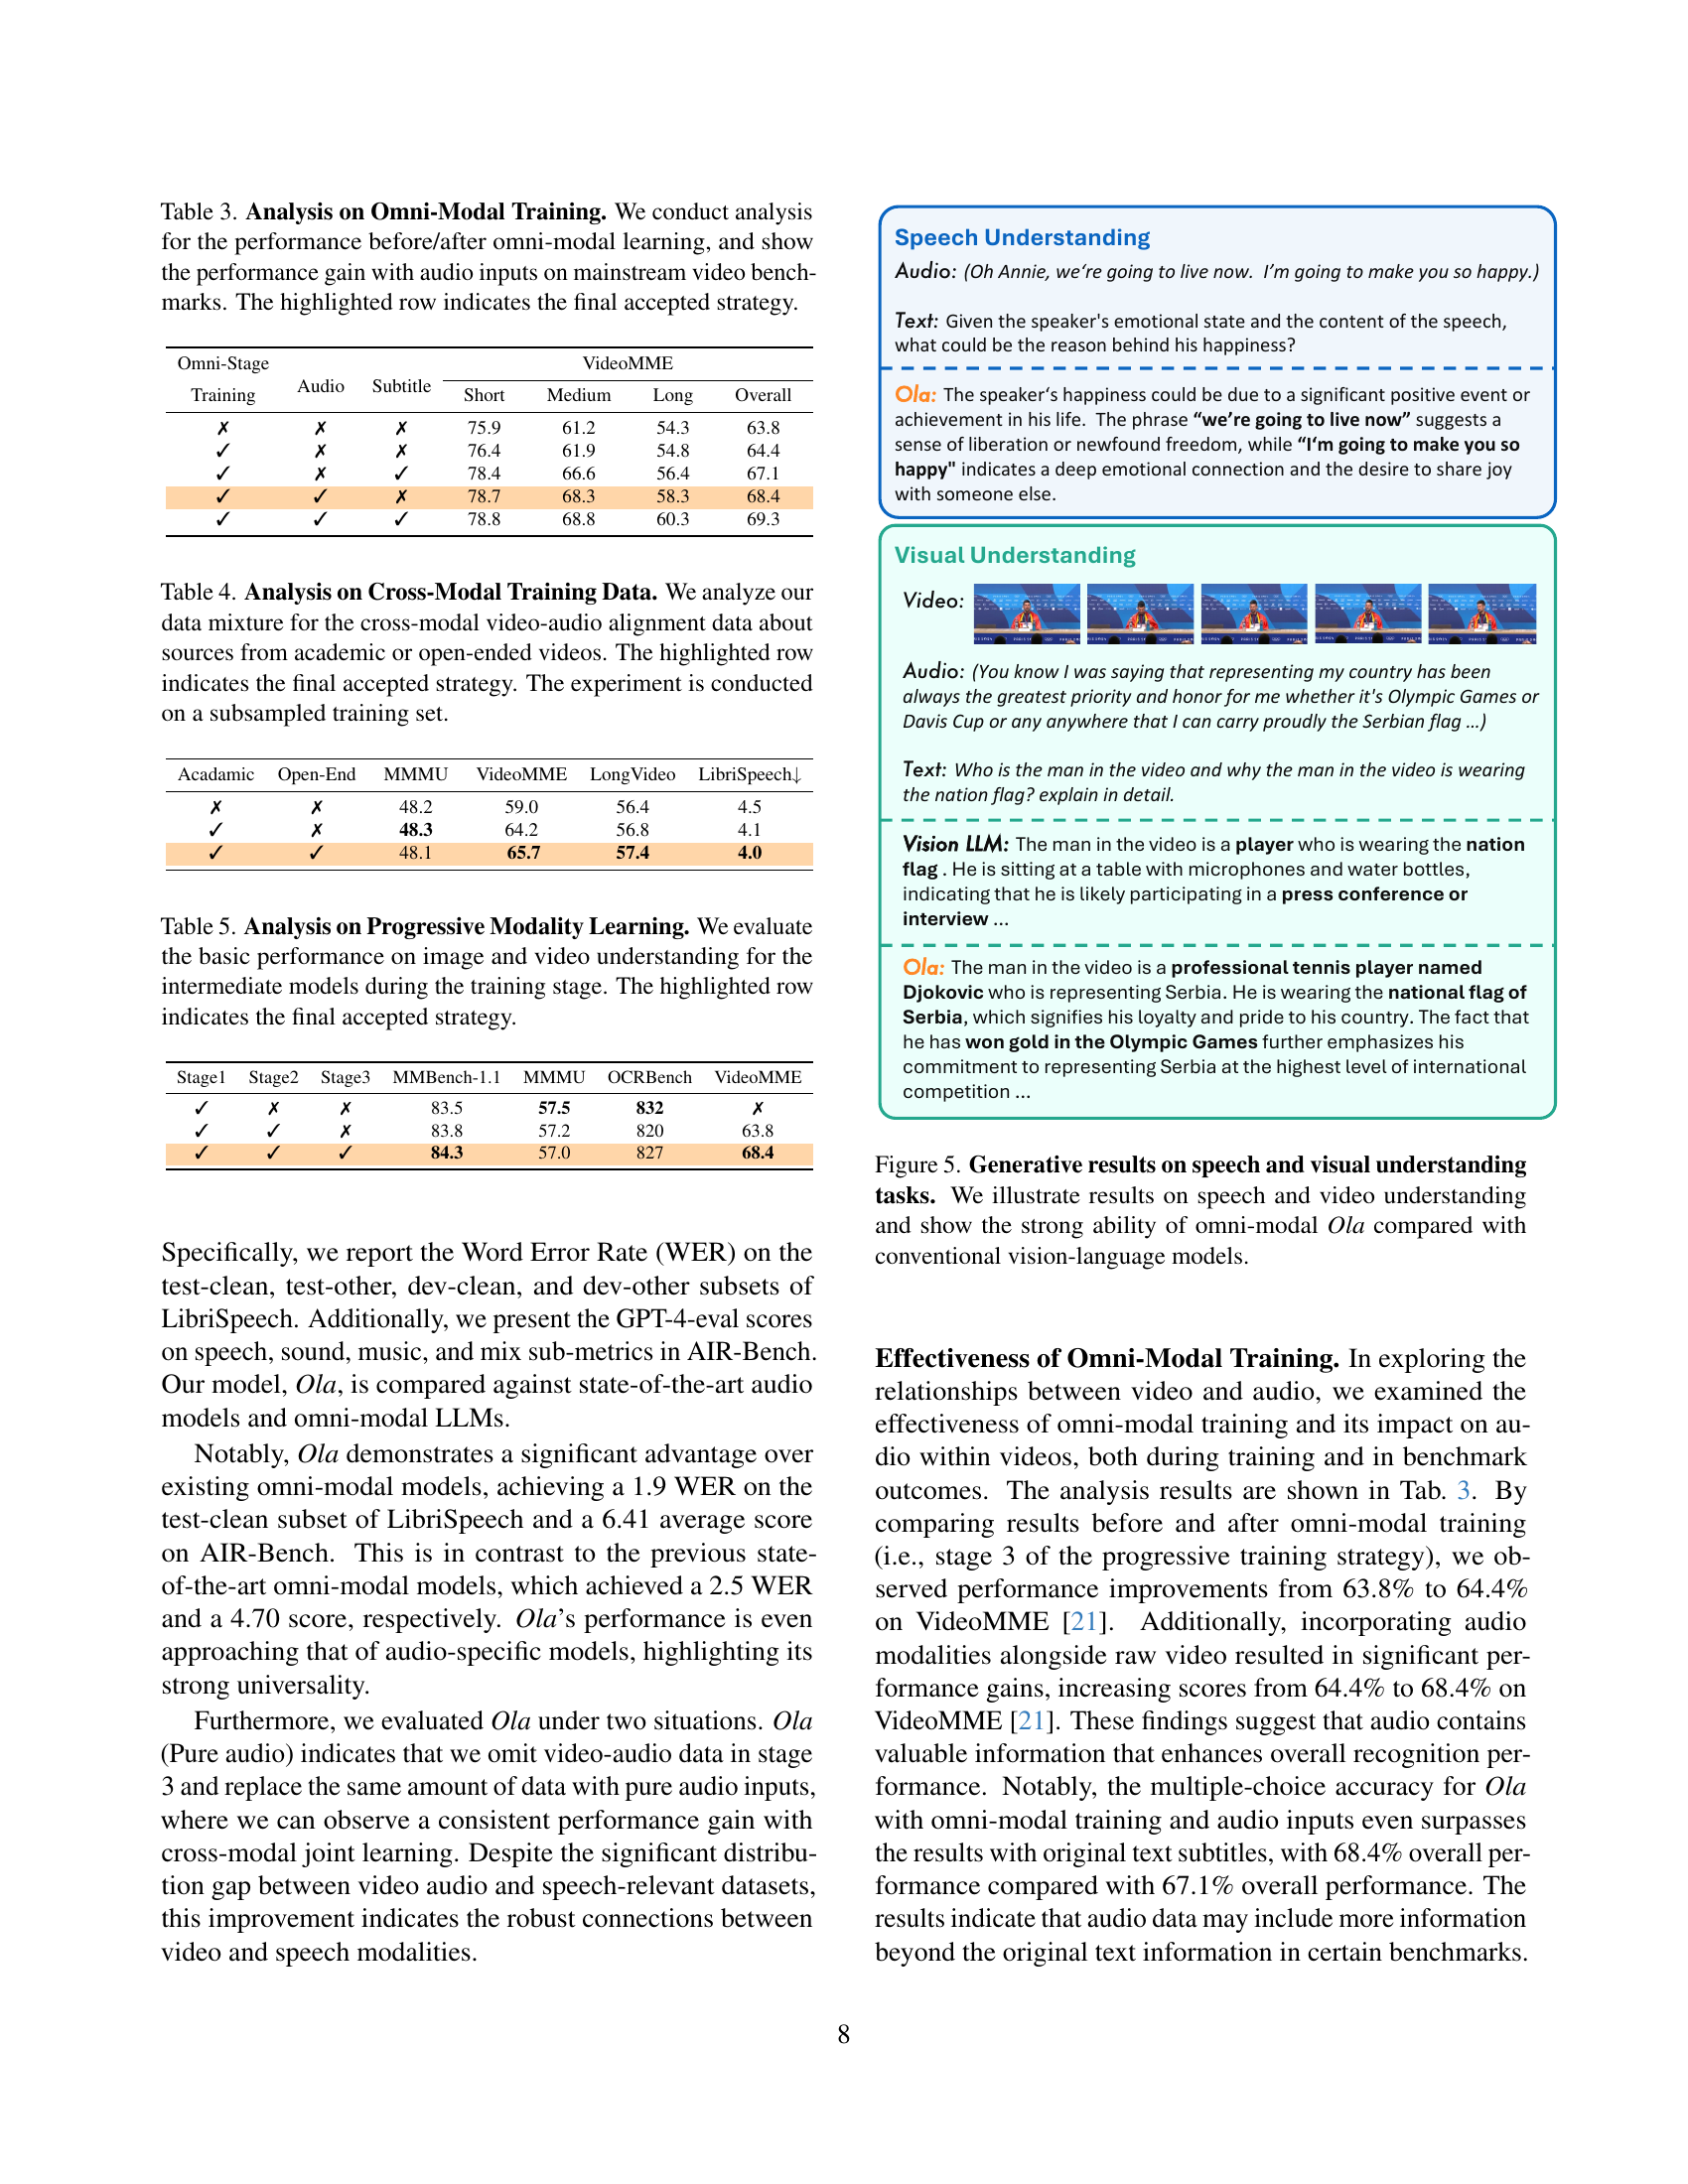 Table 3. Analysis on Omni-Modal Training. We conduct analysis
for the performance before/after omni-modal learning, and show
the performance gain with audio inputs on mainstream video bench-
marks. The highlighted row indicates the final accepted strategy.
Omni-Stage Training Audio Subtitle VideoMME
Short Medium Long Overall
✗ ✗ ✗ 75.9 61.2 54.3 63.8
✓ ✗ ✗ 76.4 61.9 54.8 64.4
✓ ✗ ✓ 78.4 66.6 56.4 67.1
✓ ✓ ✗ 78.7 68.3 58.3 68.4
✓ ✓ ✓ 78.8 68.8 60.3 69.3
Table 4. Analysis on Cross-Modal Training Data. We analyze our
data mixture for the cross-modal video-audio alignment data about
sources from academic or open-ended videos. The highlighted row
indicates the final accepted strategy. The experiment is conducted
on a subsampled training set.
Acadamic Open-End MMMU VideoMME LongVideo LibriSpeech↓
✗ ✗ 48.2 59.0 56.4 4.5
✓ ✗ 48.3 64.2 56.8 4.1
✓ ✓ 48.1 65.7 57.4 4.0
Table 5. Analysis on Progressive Modality Learning. We evaluate
the basic performance on image and video understanding for the
intermediate models during the training stage. The highlighted row
indicates the final accepted strategy.
Stage1 Stage2 Stage3 MMBench-1.1 MMMU OCRBench VideoMME
✓ ✗ ✗ 83.5 57.5 832 ✗
✓ ✓ ✗ 83.8 57.2 820 63.8
✓ ✓ ✓ 84.3 57.0 827 68.4
Specifically, we report the Word Error Rate (WER) on the
test-clean, test-other, dev-clean, and dev-other subsets of
LibriSpeech. Additionally, we present the GPT-4-eval scores
on speech, sound, music, and mix sub-metrics in AIR-Bench.
Our model, Ola, is compared against state-of-the-art audio
models and omni-modal LLMs.
Notably, Ola demonstrates a significant advantage over
existing omni-modal models, achieving a 1.9 WER on the
test-clean subset of LibriSpeech and a 6.41 average score
on AIR-Bench. This is in contrast to the previous state-
of-the-art omni-modal models, which achieved a 2.5 WER
and a 4.70 score, respectively. Ola's performance is even
approaching that of audio-specific models, highlighting its
strong universality.
Furthermore, we evaluated Ola under two situations. Ola
(Pure audio) indicates that we omit video-audio data in stage
3 and replace the same amount of data with pure audio inputs,
where we can observe a consistent performance gain with
cross-modal joint learning. Despite the significant distribu-
tion gap between video audio and speech-relevant datasets,
this improvement indicates the robust connections between
video and speech modalities.
Speech Understanding
Audio: (Oh Annie, we're going to live now. I'm going to make you so happy.)
Text: Given the speaker's emotional state and the content of the speech,
what could be the reason behind his happiness?
Ola: The speaker's happiness could be due to a significant positive event or
achievement in his life. The phrase “we're going to live now” suggests a
sense of liberation or newfound freedom, while “I'm going to make you so
happy" indicates a deep emotional connection and the desire to share joy
with someone else.
Visual Understanding
Video:
Audio: (You know I was saying that representing my country has been
always the greatest priority and honor for me whether it's Olympic Games or
Davis Cup or any anywhere that I can carry proudly the Serbian flag ...)
Text: Who is the man in the video and why the man in the video is wearing
the nation flag? explain in detail.
Vision LLM: The man in the video is a player who is wearing the nation
flag . He is sitting at a table with microphones and water bottles,
indicating that he is likely participating in a press conference or
interview ...
Ola: The man in the video is a professional tennis player named
Djokovic who is representing Serbia. He is wearing the national flag of
Serbia, which signifies his loyalty and pride to his country. The fact that
he has won gold in the Olympic Games further emphasizes his
commitment to representing Serbia at the highest level of international
competition ...
Figure 5. Generative results on speech and visual understanding
tasks. We illustrate results on speech and video understanding
and show the strong ability of omni-modal Ola compared with
conventional vision-language models.
Effectiveness of Omni-Modal Training. In exploring the
relationships between video and audio, we examined the
effectiveness of omni-modal training and its impact on au-
dio within videos, both during training and in benchmark
outcomes. The analysis results are shown in Tab. 3. By
comparing results before and after omni-modal training
(i.e., stage 3 of the progressive training strategy), we ob-
served performance improvements from 63.8% to 64.4%
on VideoMME [21]. Additionally, incorporating audio
modalities alongside raw video resulted in significant per-
formance gains, increasing scores from 64.4% to 68.4% on
VideoMME [21]. These findings suggest that audio contains
valuable information that enhances overall recognition per-
formance. Notably, the multiple-choice accuracy for Ola
with omni-modal training and audio inputs even surpasses
the results with original text subtitles, with 68.4% overall per-
formance compared with 67.1% overall performance. The
results indicate that audio data may include more information
beyond the original text information in certain benchmarks.
8